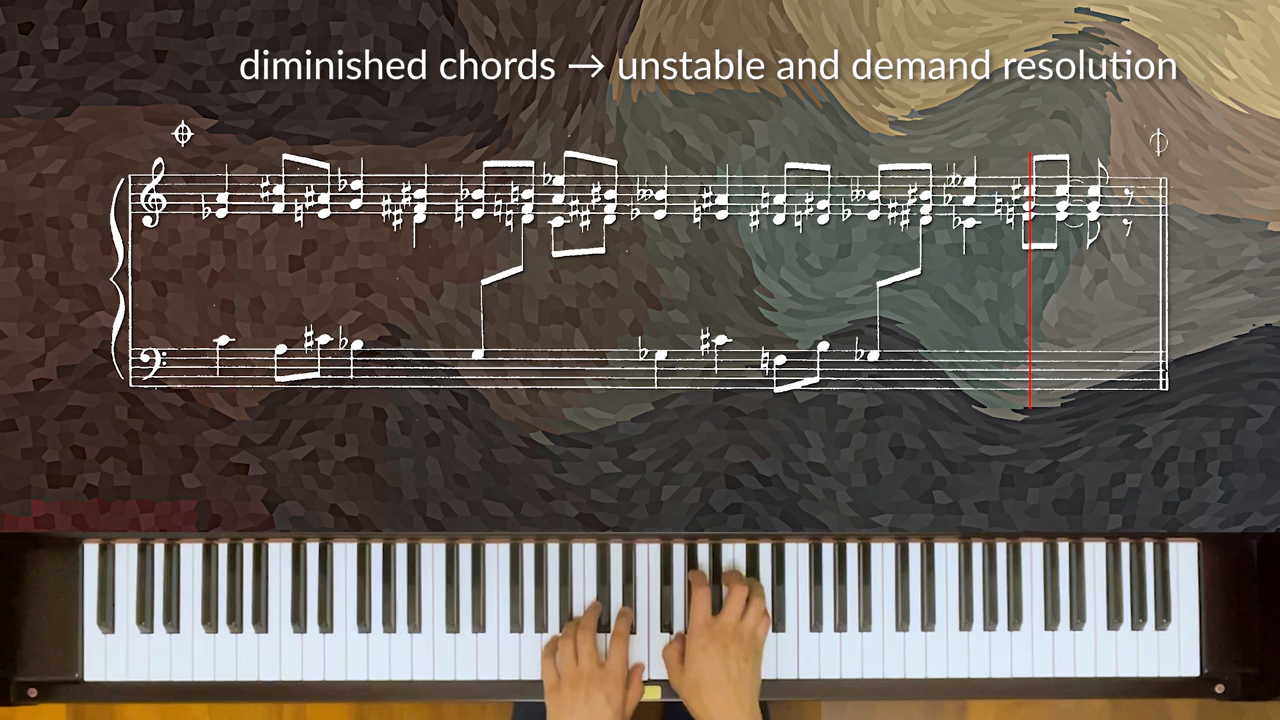 diminished chords → unstable and demand resolution